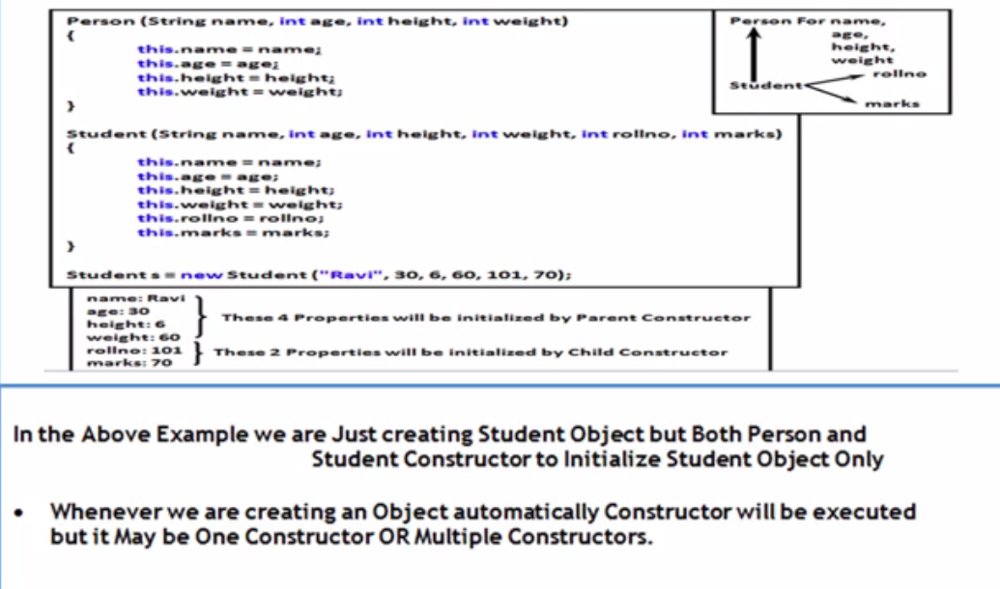 Person (String name, int age, int height, int weight)
{
this.name = name;
this.age = age;
this.height = height;
this.weight = weight;
}
Person For name,
age,
height,
weight
rollno
Student
marks
Student (String name, int age, int height, int weight, int rollno, int marks)
{
this.name = name;
this.age = age;
this.height = height;
this.weight = weight;
this.rollno = rollno;
this.marks = marks;
}
Student s = new Student ("Ravi", 30, 6, 60, 101, 70);
name: Ravi
age: 30
height: 6
weight: 60
These 4 Properties will be initialized by Parent Constructor
rollno: 101
marks: 70
These 2 Properties will be initialized by Child Constructor
In the Above Example we are Just creating Student Object but Both Person and
Student Constructor to Initialize Student Object Only
• Whenever we are creating an Object automatically Constructor will be executed
but it May be One Constructor OR Multiple Constructors.